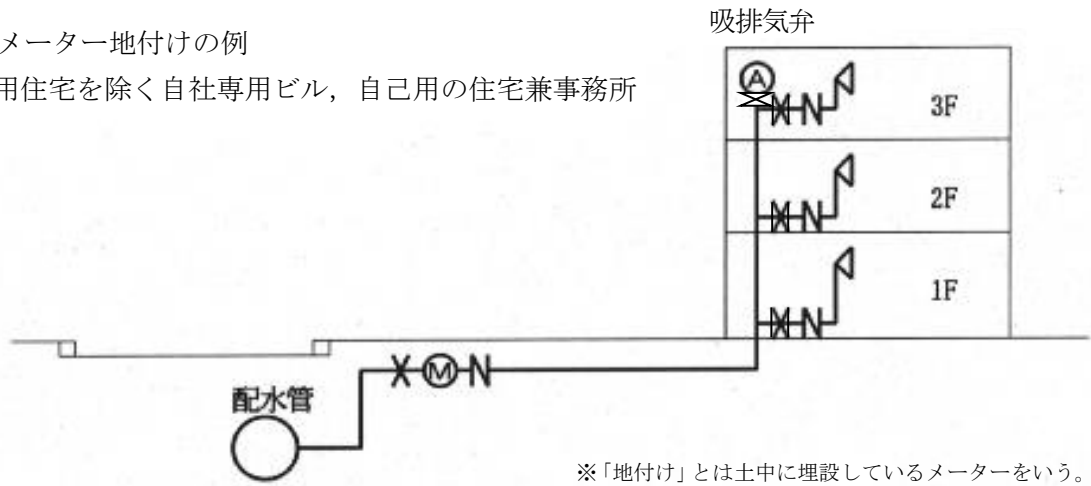 吸排気弁
メーター地付けの例
用住宅を除く自社専用ビル，自己用の住宅兼事務所
A
3F
2F
1F
M
N
配水管
※「地付け」とは土中に埋設しているメーターをいう。